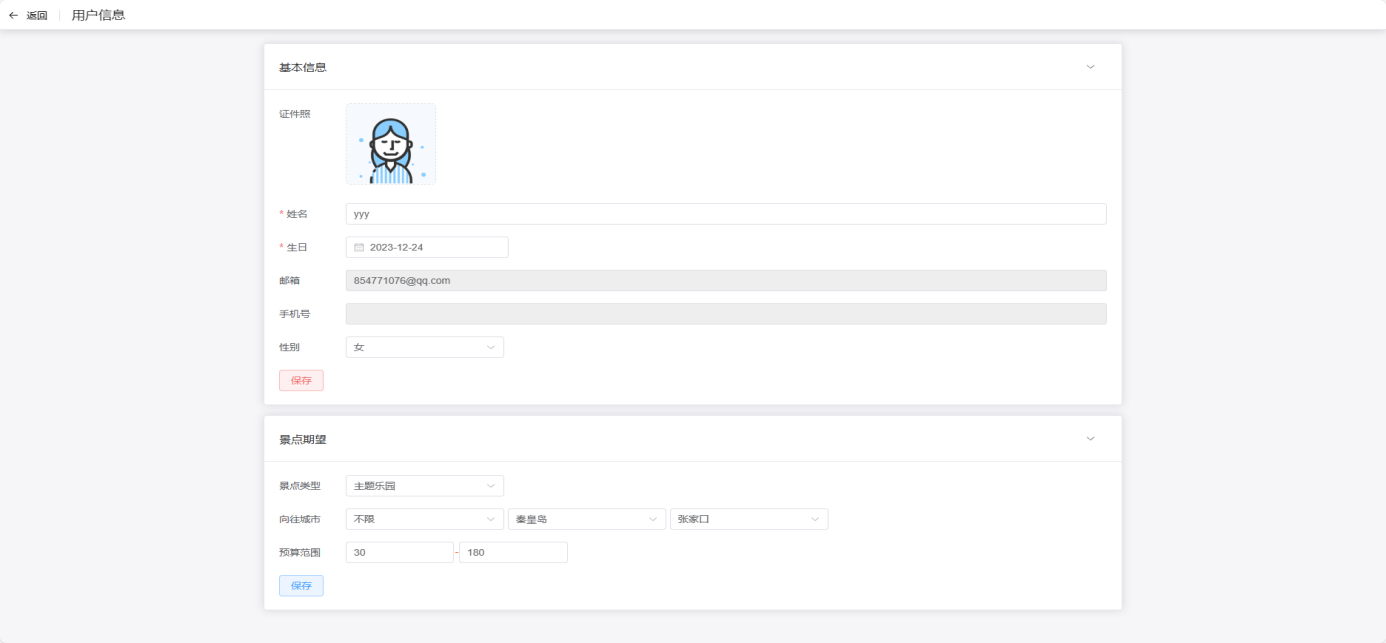 返回 用户信息
基本信息
证件照
* 姓名 yyy
* 生日 2023-12-24
邮箱 854771076@qq.com
手机号
性别 女
保存
景点期望
景点类型 主题乐园
向往城市 不限 秦皇岛 张家口
预算范围 30 - 180
保存